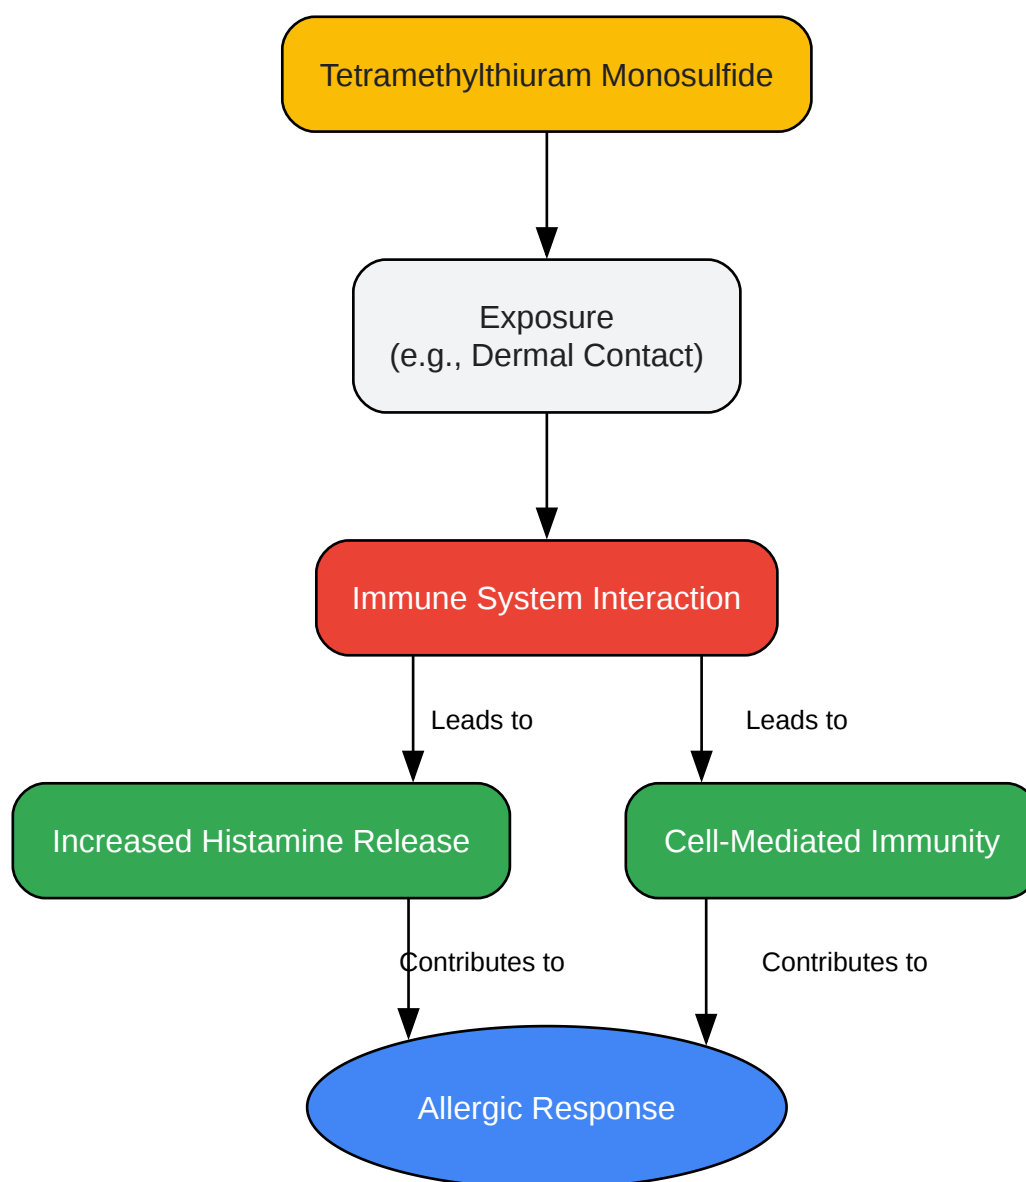 Tetramethylthiuram Monosulfide
Exposure
(e.g., Dermal Contact)
Immune System Interaction
Leads to
Leads to
Increased Histamine Release
Cell-Mediated Immunity
Contributes to
Contributes to
Allergic Response